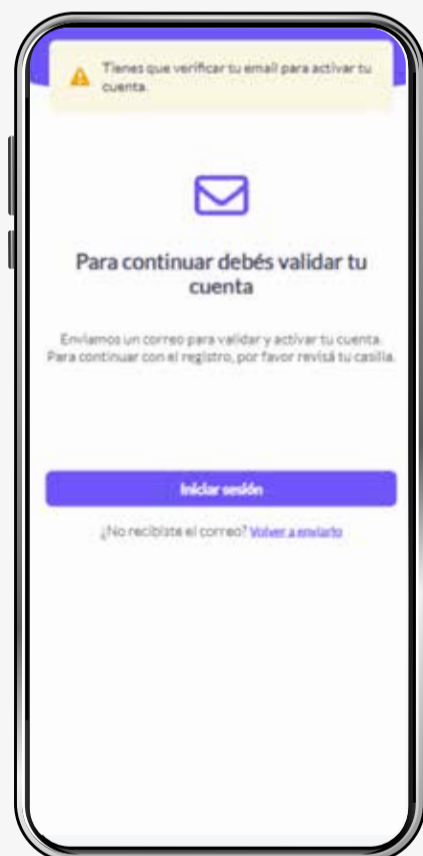 Tienes que verificar tu email para activar tu
cuenta.
Para continuar debés validar tu
cuenta
Enviamos un correo para validar y activar tu cuenta.
Para continuar con el registro, por favor revisá tu casilla.
Iniciar sesión
¿No recibiste el correo? Volver a enviarlo